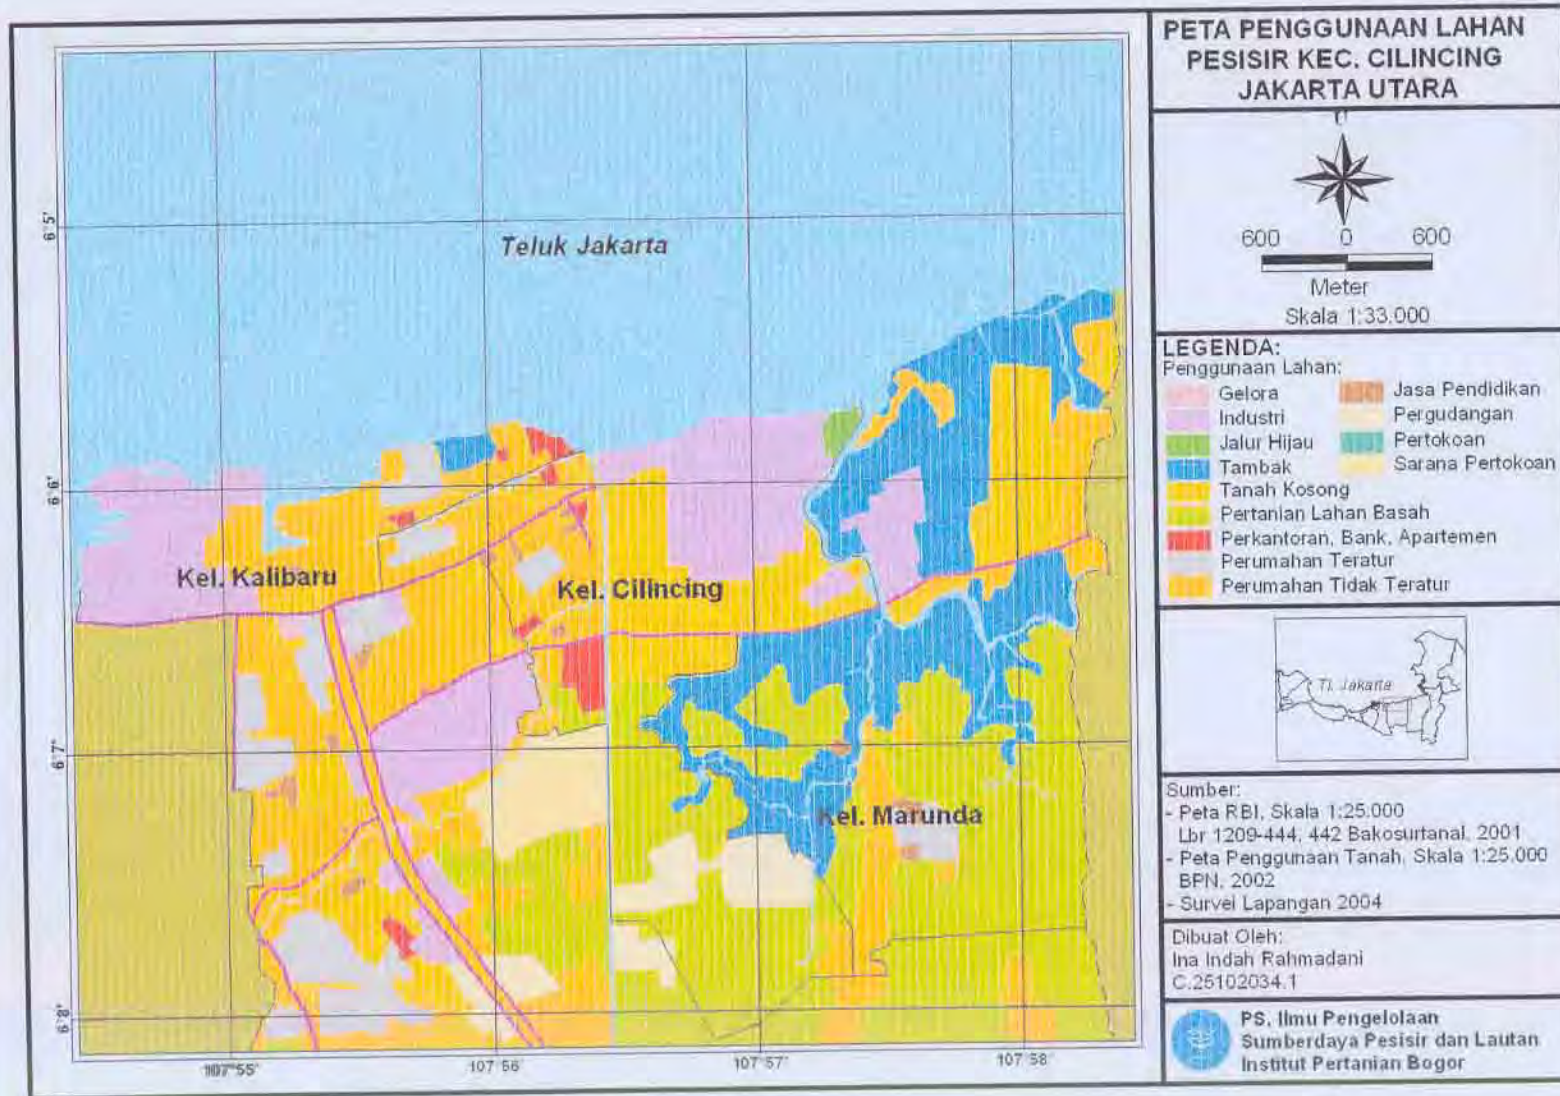 PETA PENGGUNAAN LAHAN
PESISIR KEC. CILINCING
JAKARTA UTARA
600 0 600
Meter
Skala 1:33.000
LEGENDA:
Penggunaan Lahan:
Gelora
Industri
Jalur Hijau
Tambak
Tanah Kosong
Pertanian Lahan Basah
Perkantoran, Bank, Apartemen
Perumahan Teratur
Perumahan Tidak Teratur
Jasa Pendidikan
Pergudangan
Pertokoan
Sarana Pertokoan
Tl. Jakarta
Sumber:
- Peta RBI, Skala 1:25.000
Lbr 1209-444, 442 Bakosurtanal, 2001
- Peta Penggunaan Tanah, Skala 1:25.000
BPN, 2002
- Survei Lapangan 2004
Dibuat Oleh:
Ina Indah Rahmadani
C.25102034.1
PS. Ilmu Pengelolaan
Sumberdaya Pesisir dan Lautan
Institut Pertanian Bogor
Teluk Jakarta
Kel. Kalibaru
Kel. Cilincing
Kel. Marunda
6°5'
6°6'
6°7'
6°8'
107°55'
107°56'
107°57'
107°58'